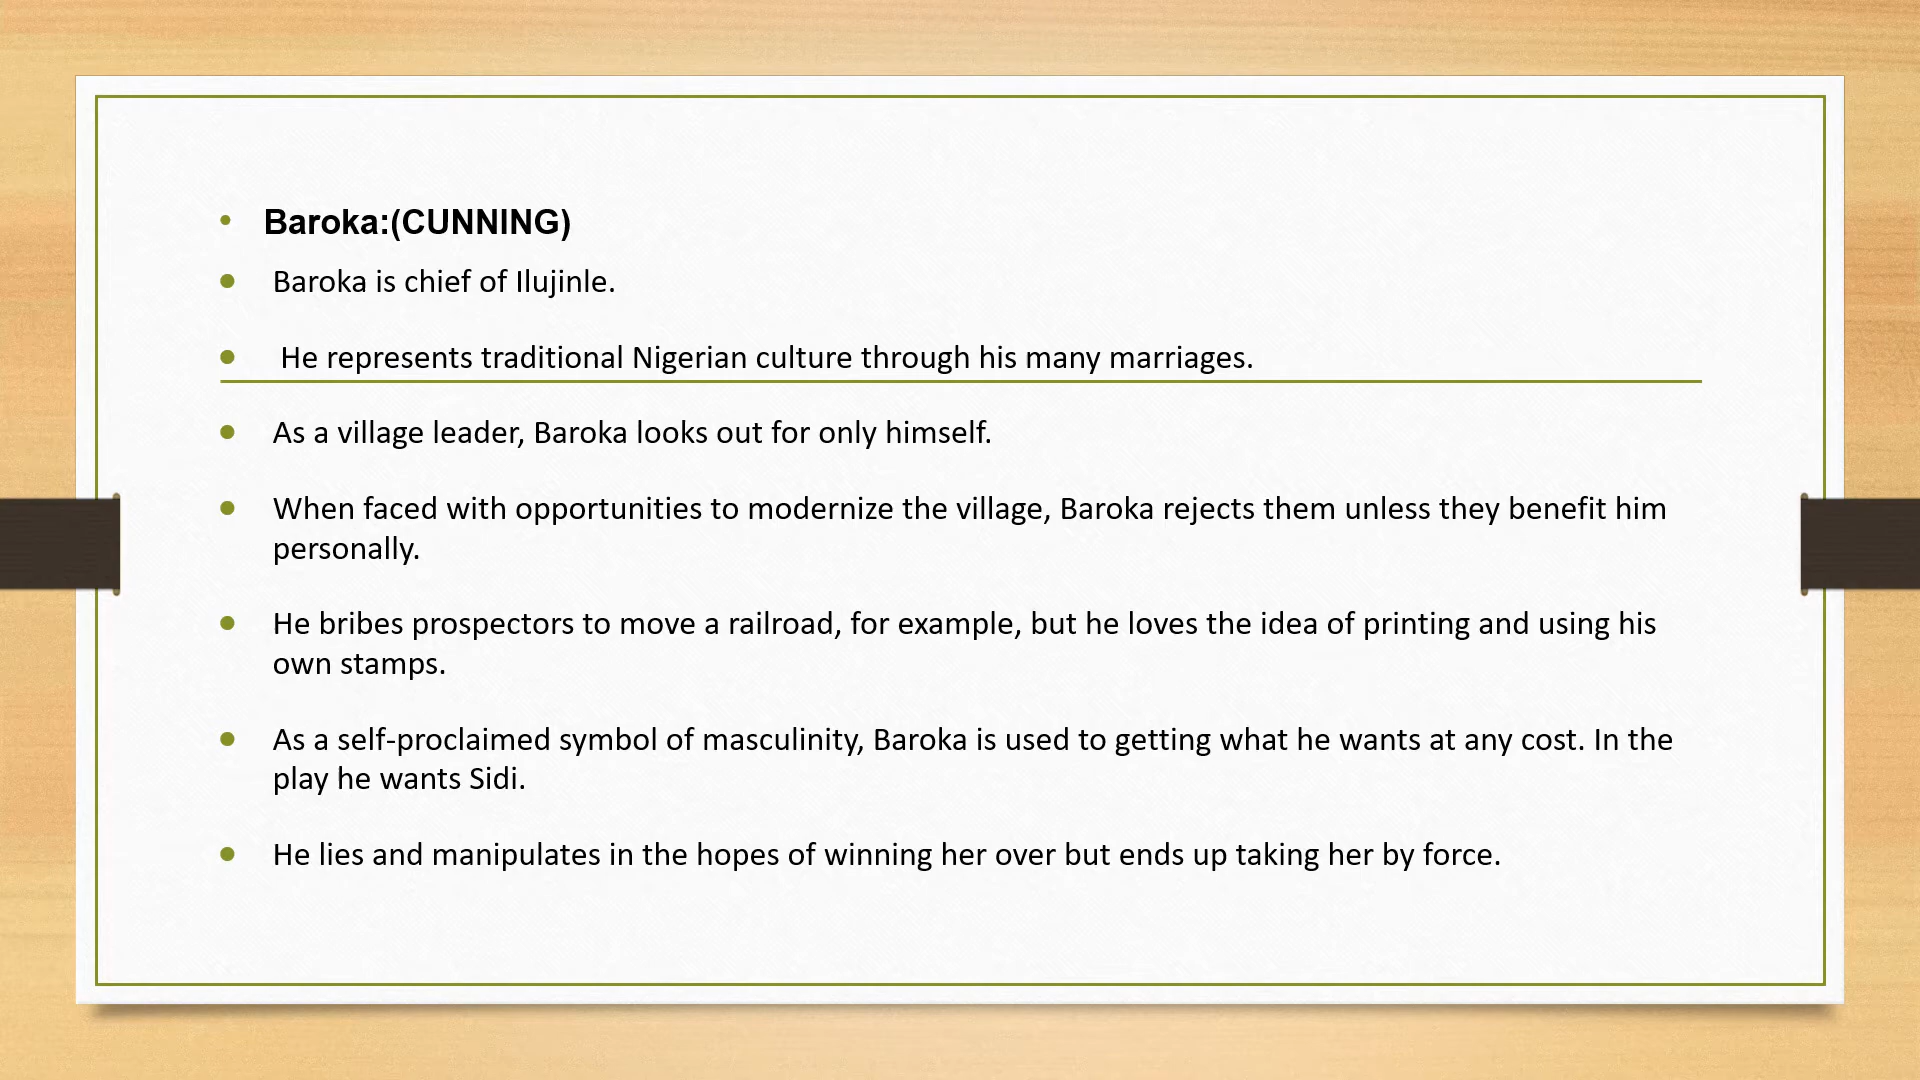 Baroka:(CUNNING)
Baroka is chief of Ilujinle.
He represents traditional Nigerian culture through his many marriages.
As a village leader, Baroka looks out for only himself.
When faced with opportunities to modernize the village, Baroka rejects them unless they benefit him
personally.
He bribes prospectors to move a railroad, for example, but he loves the idea of printing and using his
own stamps.
As a self-proclaimed symbol of masculinity, Baroka is used to getting what he wants at any cost. In the
play he wants Sidi.
He lies and manipulates in the hopes of winning her over but ends up taking her by force.